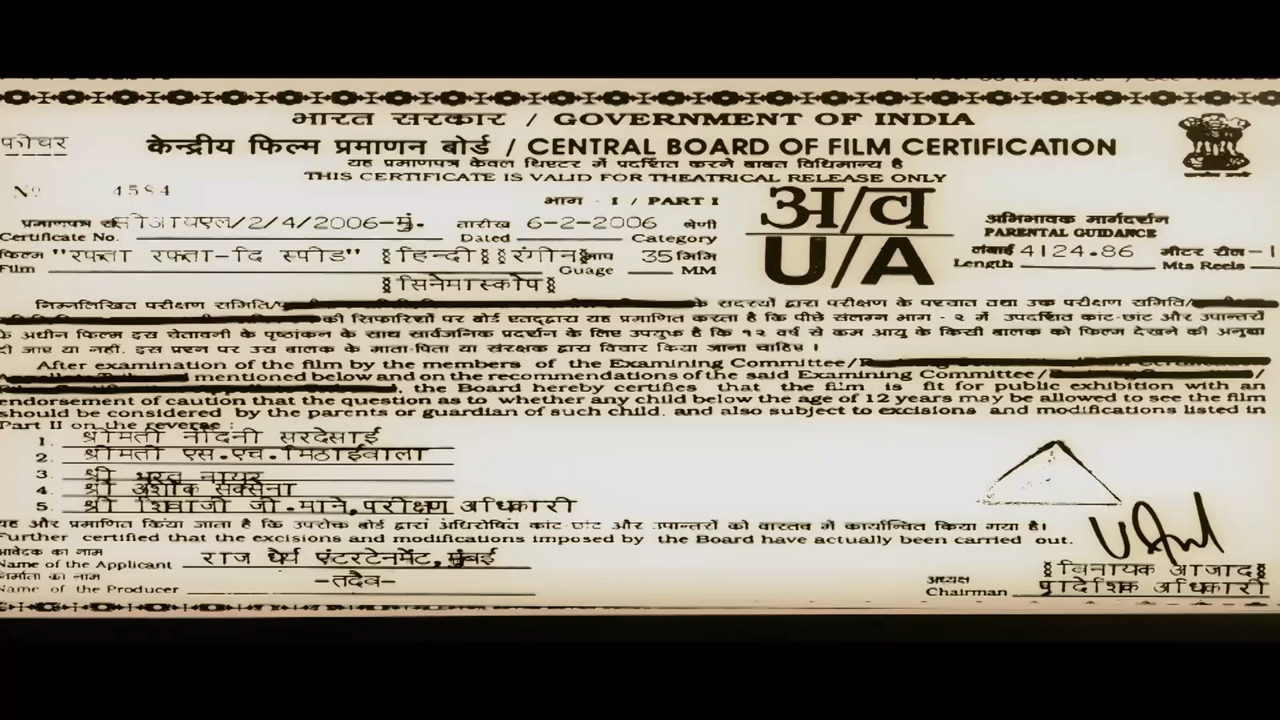 भारत सरकार / GOVERNMENT OF INDIA
फीचर
केन्द्रीय फिल्म प्रमाणन बोर्ड / CENTRAL BOARD OF FILM CERTIFICATION
यह प्रमाणपत्र केवल थिएटर में प्रदर्शित करने बाबत विधिमान्य है
THIS CERTIFICATE IS VALID FOR THEATRICAL RELEASE ONLY
No 4584
भाग - I / PART I
अ/व
U/A
अभिभावक मार्गदर्शन
PARENTAL GUIDANCE
प्रमाणपत्र सं सीआयएल/2/4/2006-मुं. तारीख 6-2-2006 श्रेणी
Certificate No. Dated Category
लंबाई 4124.86 मीटर रील-1
Length Mts Reels
फिल्म "रफ्ता रफ्ता-दि स्पीड" हिन्दी रंगीन माप 35 मिमि
Film Guage MM
सिनेमास्कोप
निम्नलिखित परीक्षण समिति/ के सदस्यों द्वारा परीक्षण के पश्चात तथा उक्त परीक्षण समिति/
की सिफारिशों पर बोर्ड एतद्द्वारा यह प्रमाणित करता है कि पीछे संलग्न भाग - २ में उपदर्शित कांट-छांट और उपान्तरों
के अधीन फिल्म इस चेतावनी के पृष्ठांकन के साथ सार्वजनिक प्रदर्शन के लिए उपयुक्त है कि १२ वर्ष से कम आयु के किसी बालक को फिल्म देखने की अनुज्ञा
दी जाए या नहीं. इस प्रश्न पर उस बालक के माता-पिता या संरक्षक द्वारा विचार किया जाना चाहिए ।
After examination of the film by the members of the Examining Committee/
mentioned below and on the recommendations of the said Examining Committee/ /
, the Board hereby certifies that the film is fit for public exhibition with an
endorsement of caution that the question as to whether any child below the age of 12 years may be allowed to see the film
should be considered by the parents or guardian of such child. and also subject to excisions and modifications listed in
Part II on the reverse :
1. श्रीमती नंदिनी सरदेसाई
2. श्रीमती एस.एच.मिठाईवाला
3. श्री भरत नायर
4. श्री अशोक सक्सेना
5. श्री शिवाजी जी.माने,परीक्षण अधिकारी
यह और प्रमाणित किया जाता है कि उपरोक्त बोर्ड द्वारा अधिरोपित कांट-छांट और उपान्तरों को वास्तव में कार्यान्वित किया गया है।
Further certified that the excisions and modifications imposed by the Board have actually been carried out.
आवेदक का नाम
Name of the Applicant राज धैर्य एंटरटेनमेंट, मुंबई
निर्माता का नाम
Name of the Producer -तदैव-
विनायक आजाद
अध्यक्ष
Chairman प्रादेशिक अधिकारी